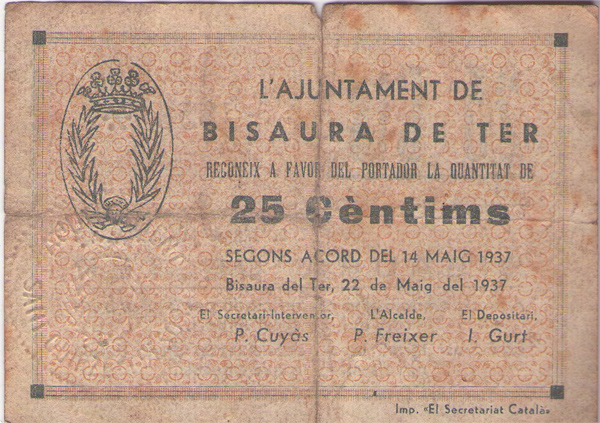 L'AJUNTAMENT DE
BISAURA DE TER
RECONEIX A FAVOR DEL PORTADOR LA QUANTITAT DE
25 Cèntims
SEGONS ACORD DEL 14 MAIG 1937
Bisaura del Ter, 22 de Maig del 1937
El Secretari-Interventor, L'Alcalde, El Depositari,
P. Cuyàs P. Freixer I. Gurt
Imp. «El Secretariat Català»